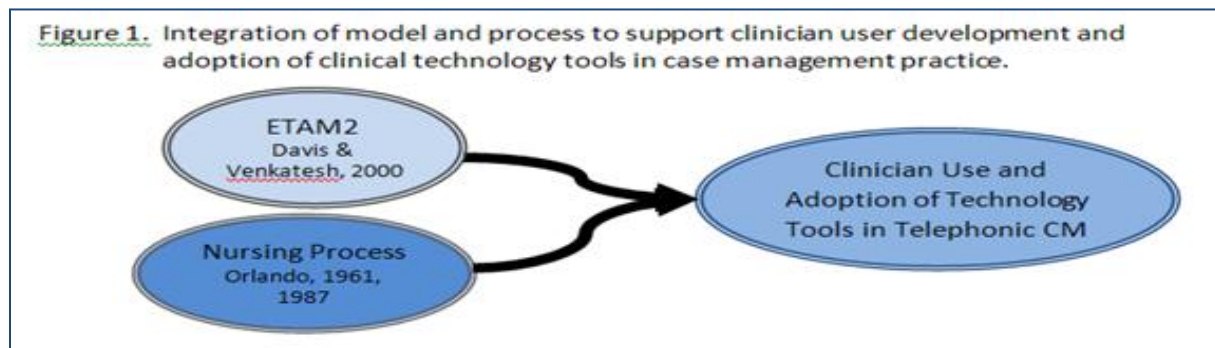 Figure 1. Integration of model and process to support clinician user development and
adoption of clinical technology tools in case management practice.
ETAM2
Davis &
Venkatesh, 2000
Nursing Process
Orlando, 1961,
1987
Clinician Use and
Adoption of Technology
Tools in Telephonic CM